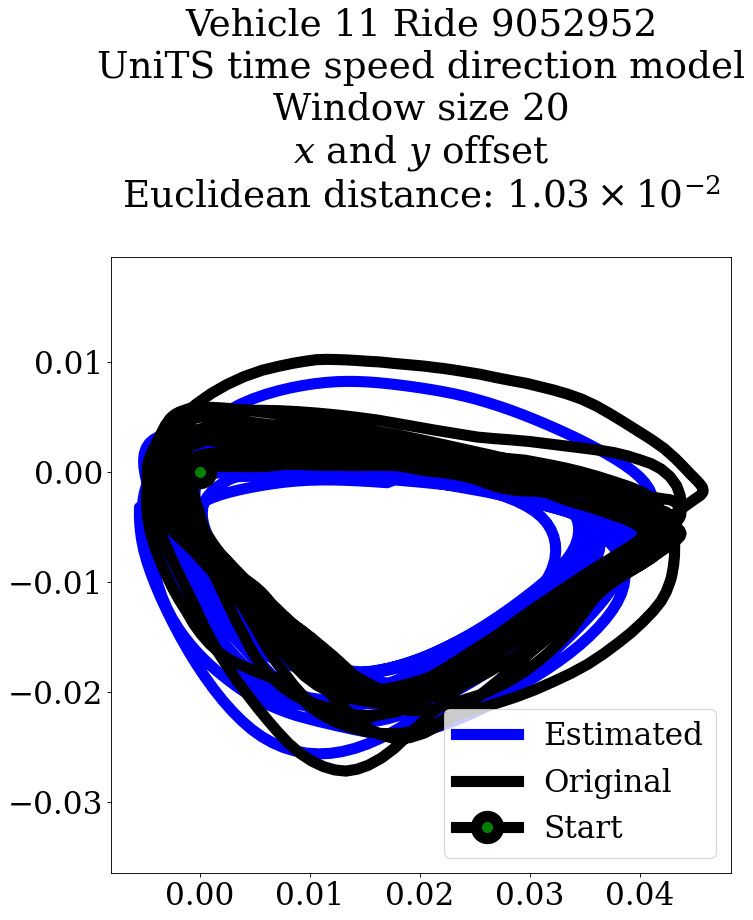 Vehicle 11 Ride 9052952
UniTS time speed direction model
Window size 20
x and y offset
Euclidean distance: 1.03 × 10⁻²
0.01
0.00
−0.01
−0.02
−0.03
Estimated
Original
Start
0.00 0.01 0.02 0.03 0.04